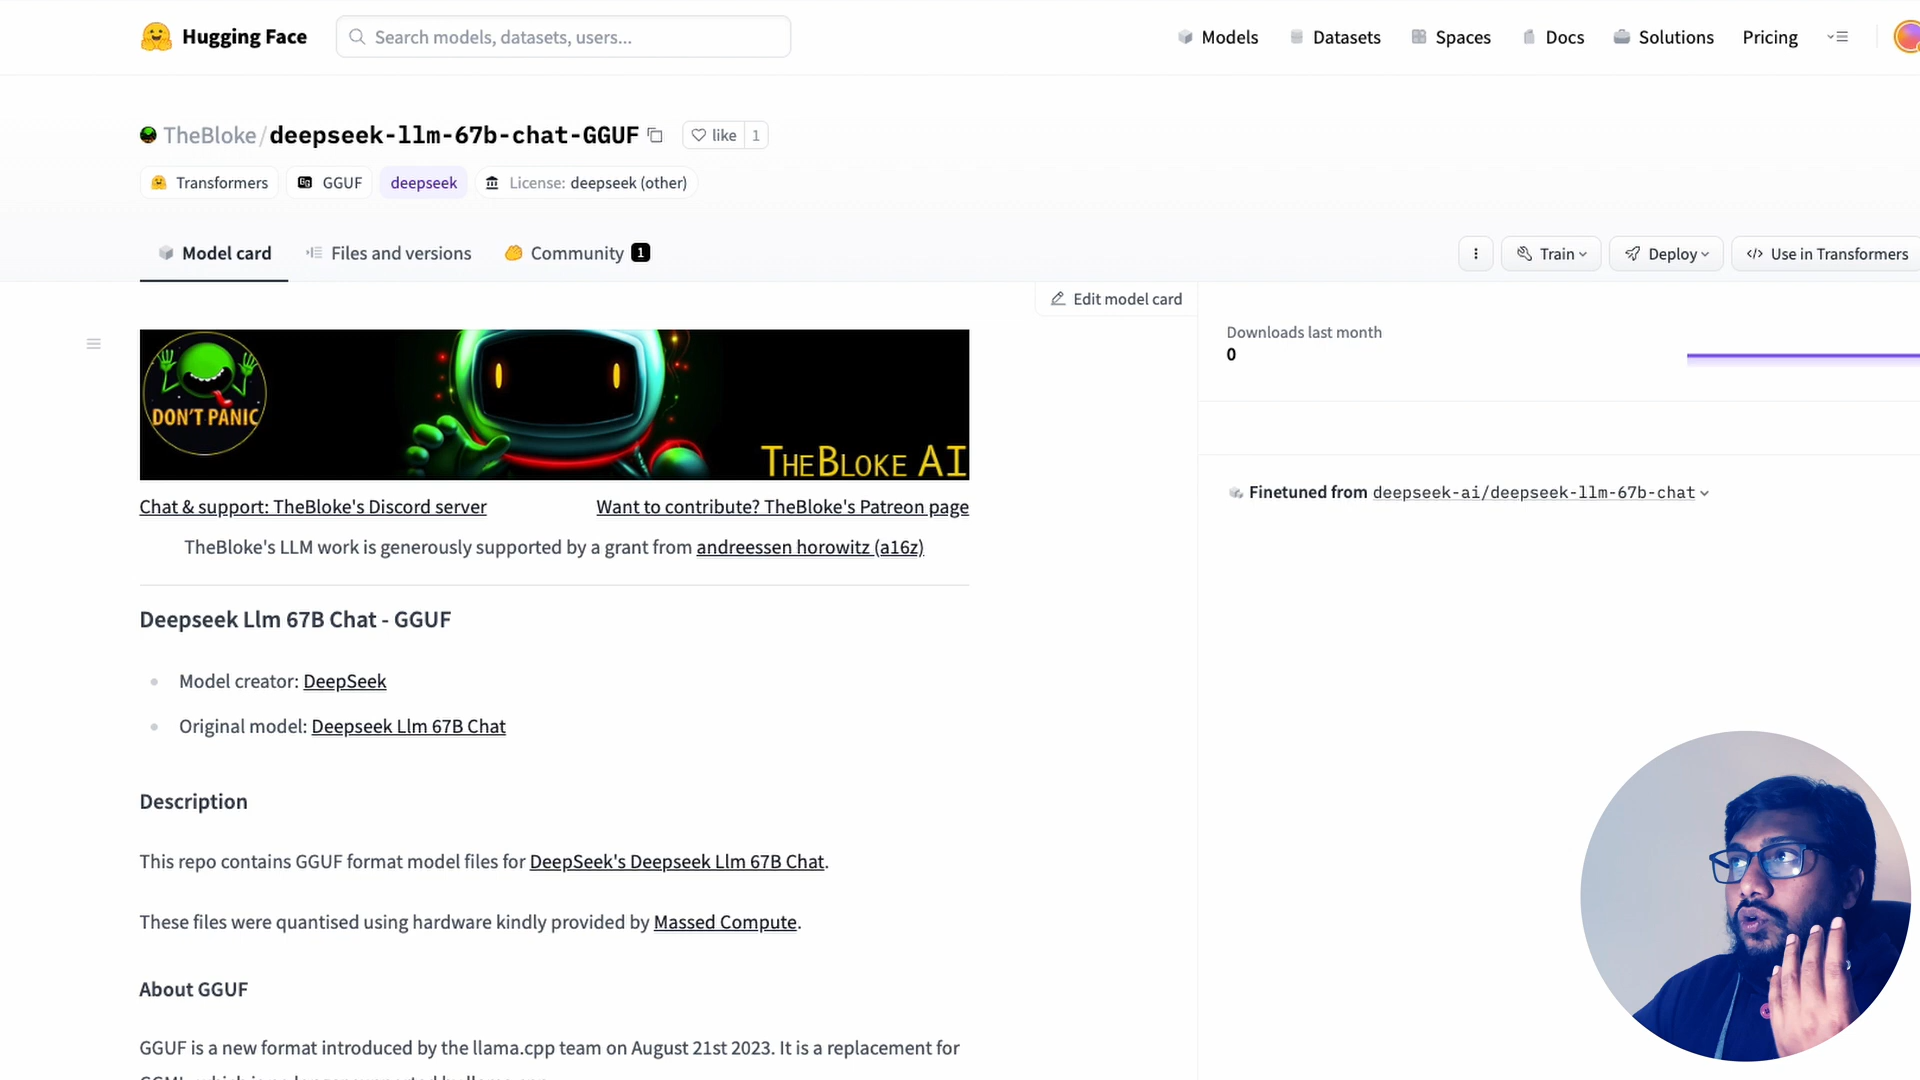 Hugging Face
Search models, datasets, users...
Models
Datasets
Spaces
Docs
Solutions
Pricing
TheBloke/deepseek-llm-67b-chat-GGUF
like 1
Transformers
GGUF
deepseek
License: deepseek (other)
Model card
Files and versions
Community 1
Train
Deploy
Use in Transformers
Edit model card
Downloads last month
0
DON'T PANIC
THEBLOKE AI
Chat & support: TheBloke's Discord server
Want to contribute? TheBloke's Patreon page
Finetuned from deepseek-ai/deepseek-llm-67b-chat
TheBloke's LLM work is generously supported by a grant from andreessen horowitz (a16z)
Deepseek Llm 67B Chat - GGUF
Model creator: DeepSeek
Original model: Deepseek Llm 67B Chat
Description
This repo contains GGUF format model files for DeepSeek's Deepseek Llm 67B Chat.
These files were quantised using hardware kindly provided by Massed Compute.
About GGUF
GGUF is a new format introduced by the llama.cpp team on August 21st 2023. It is a replacement for